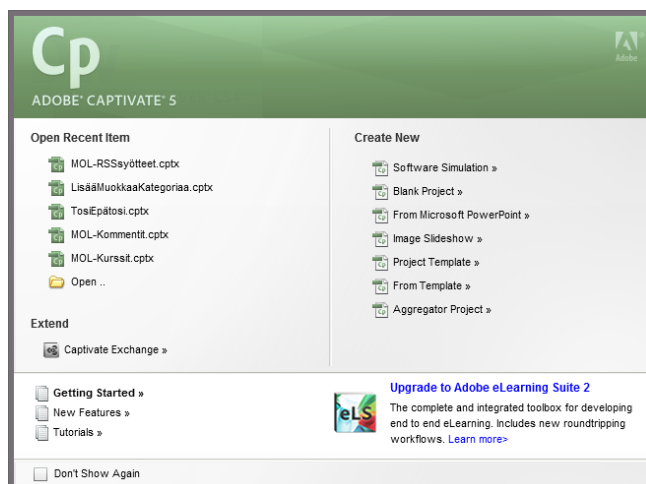 Cp
Adobe
ADOBE® CAPTIVATE® 5
Open Recent Item
MOL-RSSsyötteet.cptx
LisääMuokkaaKategoriaa.cptx
TosiEpätosi.cptx
MOL-Kommentit.cptx
MOL-Kurssit.cptx
Open ..
Extend
Captivate Exchange »
Create New
Software Simulation »
Blank Project »
From Microsoft PowerPoint »
Image Slideshow »
Project Template »
From Template »
Aggregator Project »
Getting Started »
New Features »
Tutorials »
eLS
Upgrade to Adobe eLearning Suite 2
The complete and integrated toolbox for developing
end to end eLearning. Includes new roundtripping
workflows. Learn more>
Don't Show Again